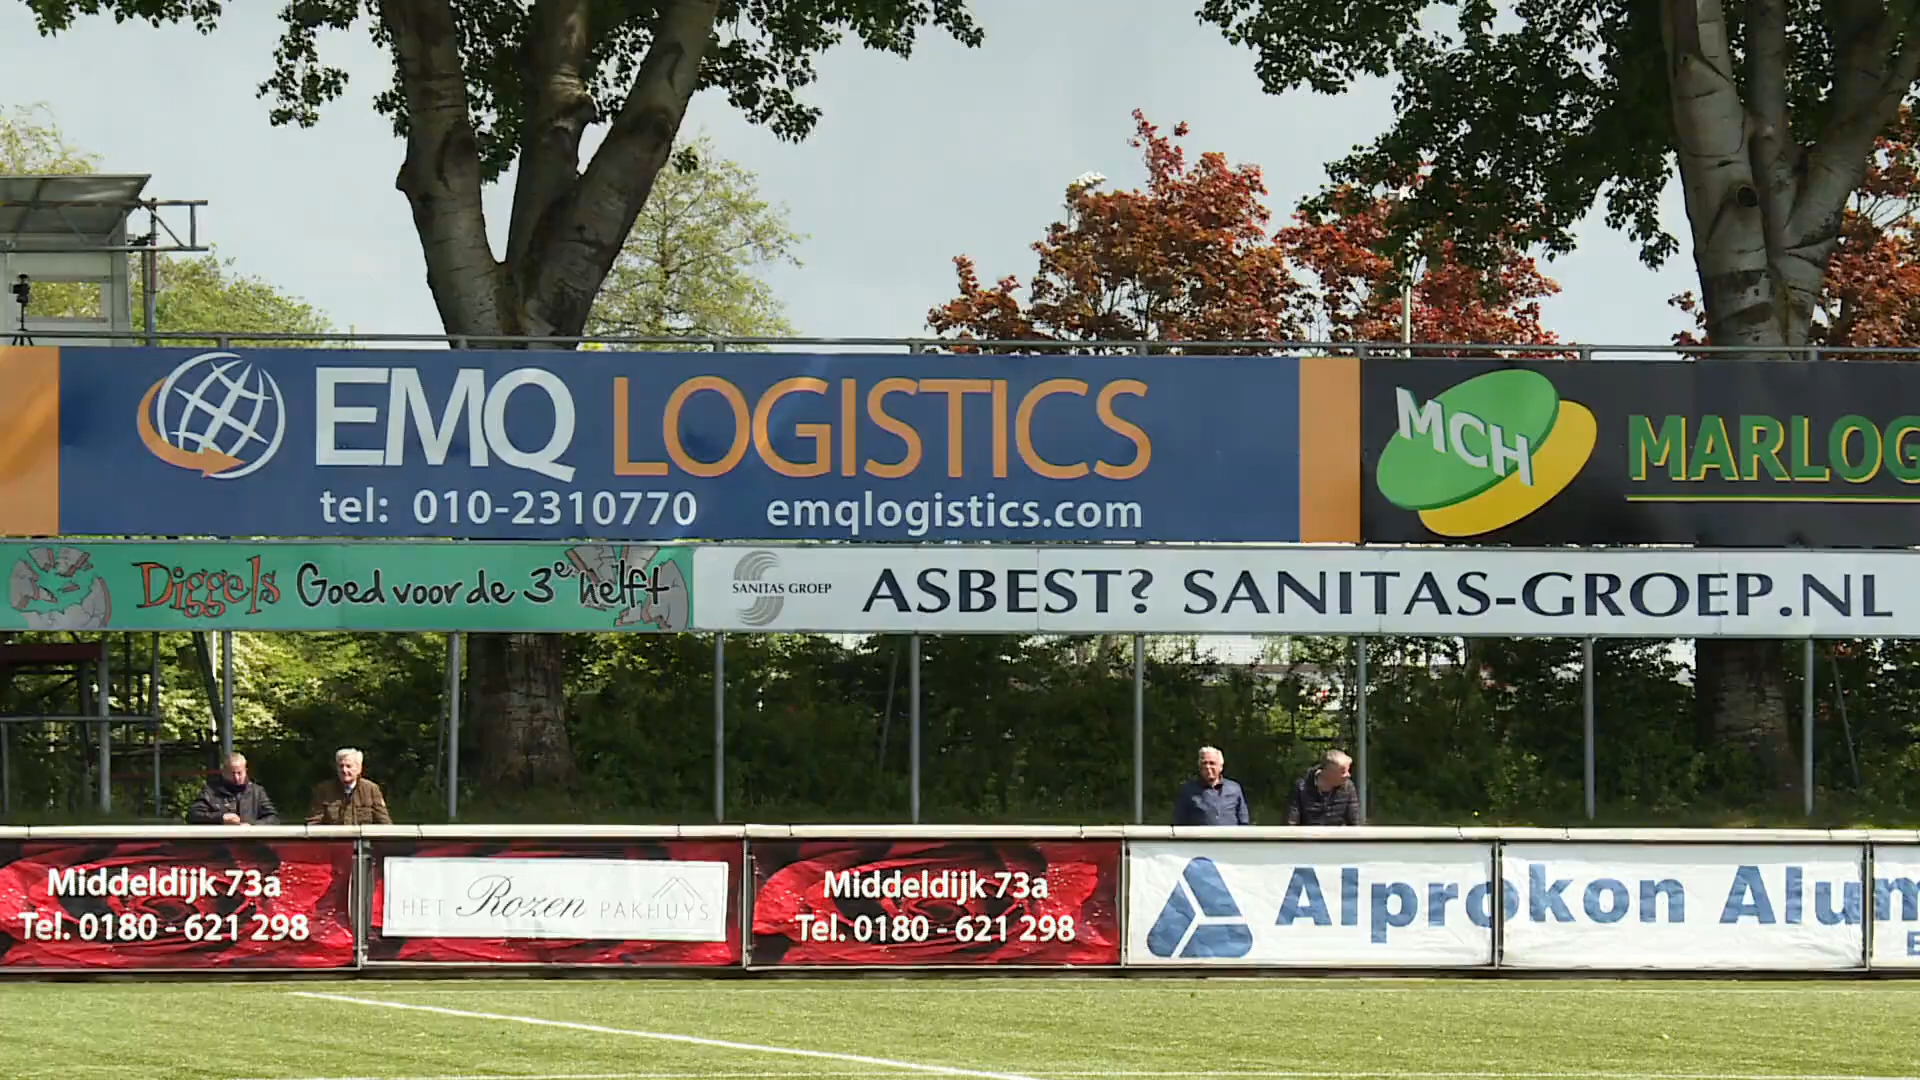 EMQ LOGISTICS
tel: 010-2310770 emqlogistics.com
MCH MARLOG
Diggels Goed voor de 3e helft
SANITAS GROEP ASBEST? SANITAS-GROEP.NL
Middeldijk 73a
Tel. 0180 - 621 298
HET Rozen PAKHUYS
Middeldijk 73a
Tel. 0180 - 621 298
Alprokon Alum